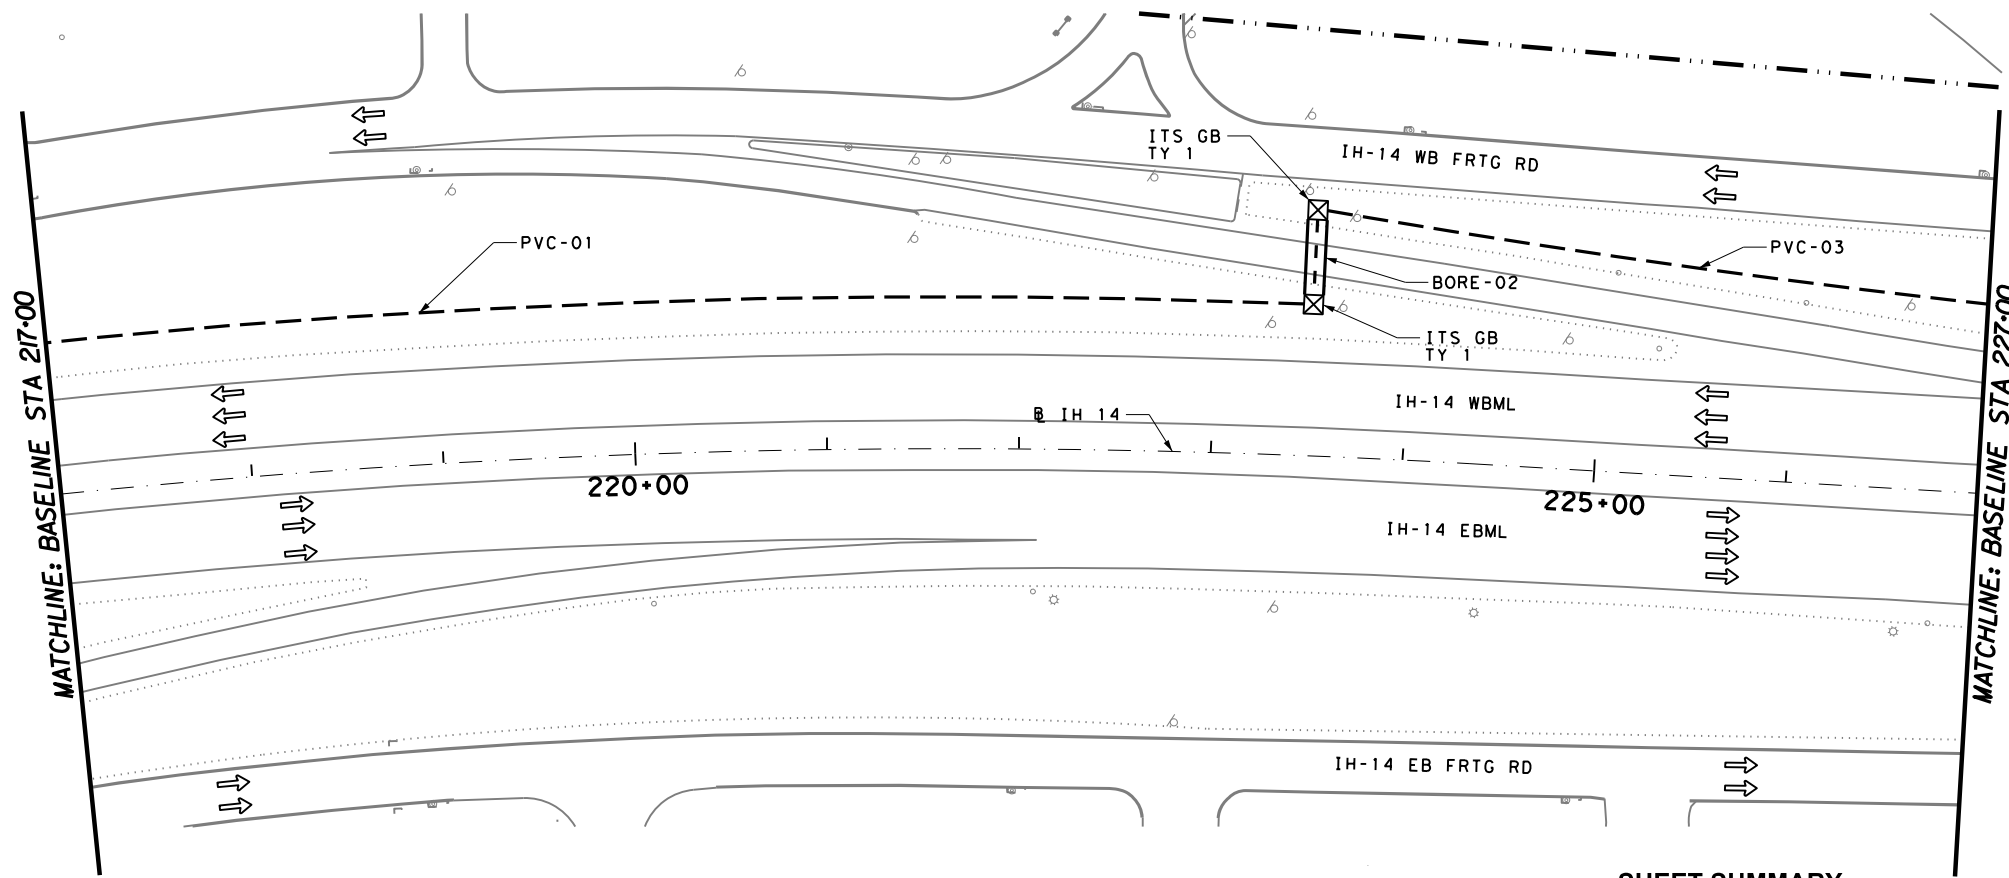 ITS GB
TY 1
IH-14 WB FRTG RD
PVC-01
PVC-03
BORE-02
ITS GB
TY 1
MATCHLINE: BASELINE STA 217+00
MATCHLINE: BASELINE STA 227+00
IH-14 WBML
B IH 14
220+00
225+00
IH-14 EBML
IH-14 EB FRTG RD
SHEET SUMMARY